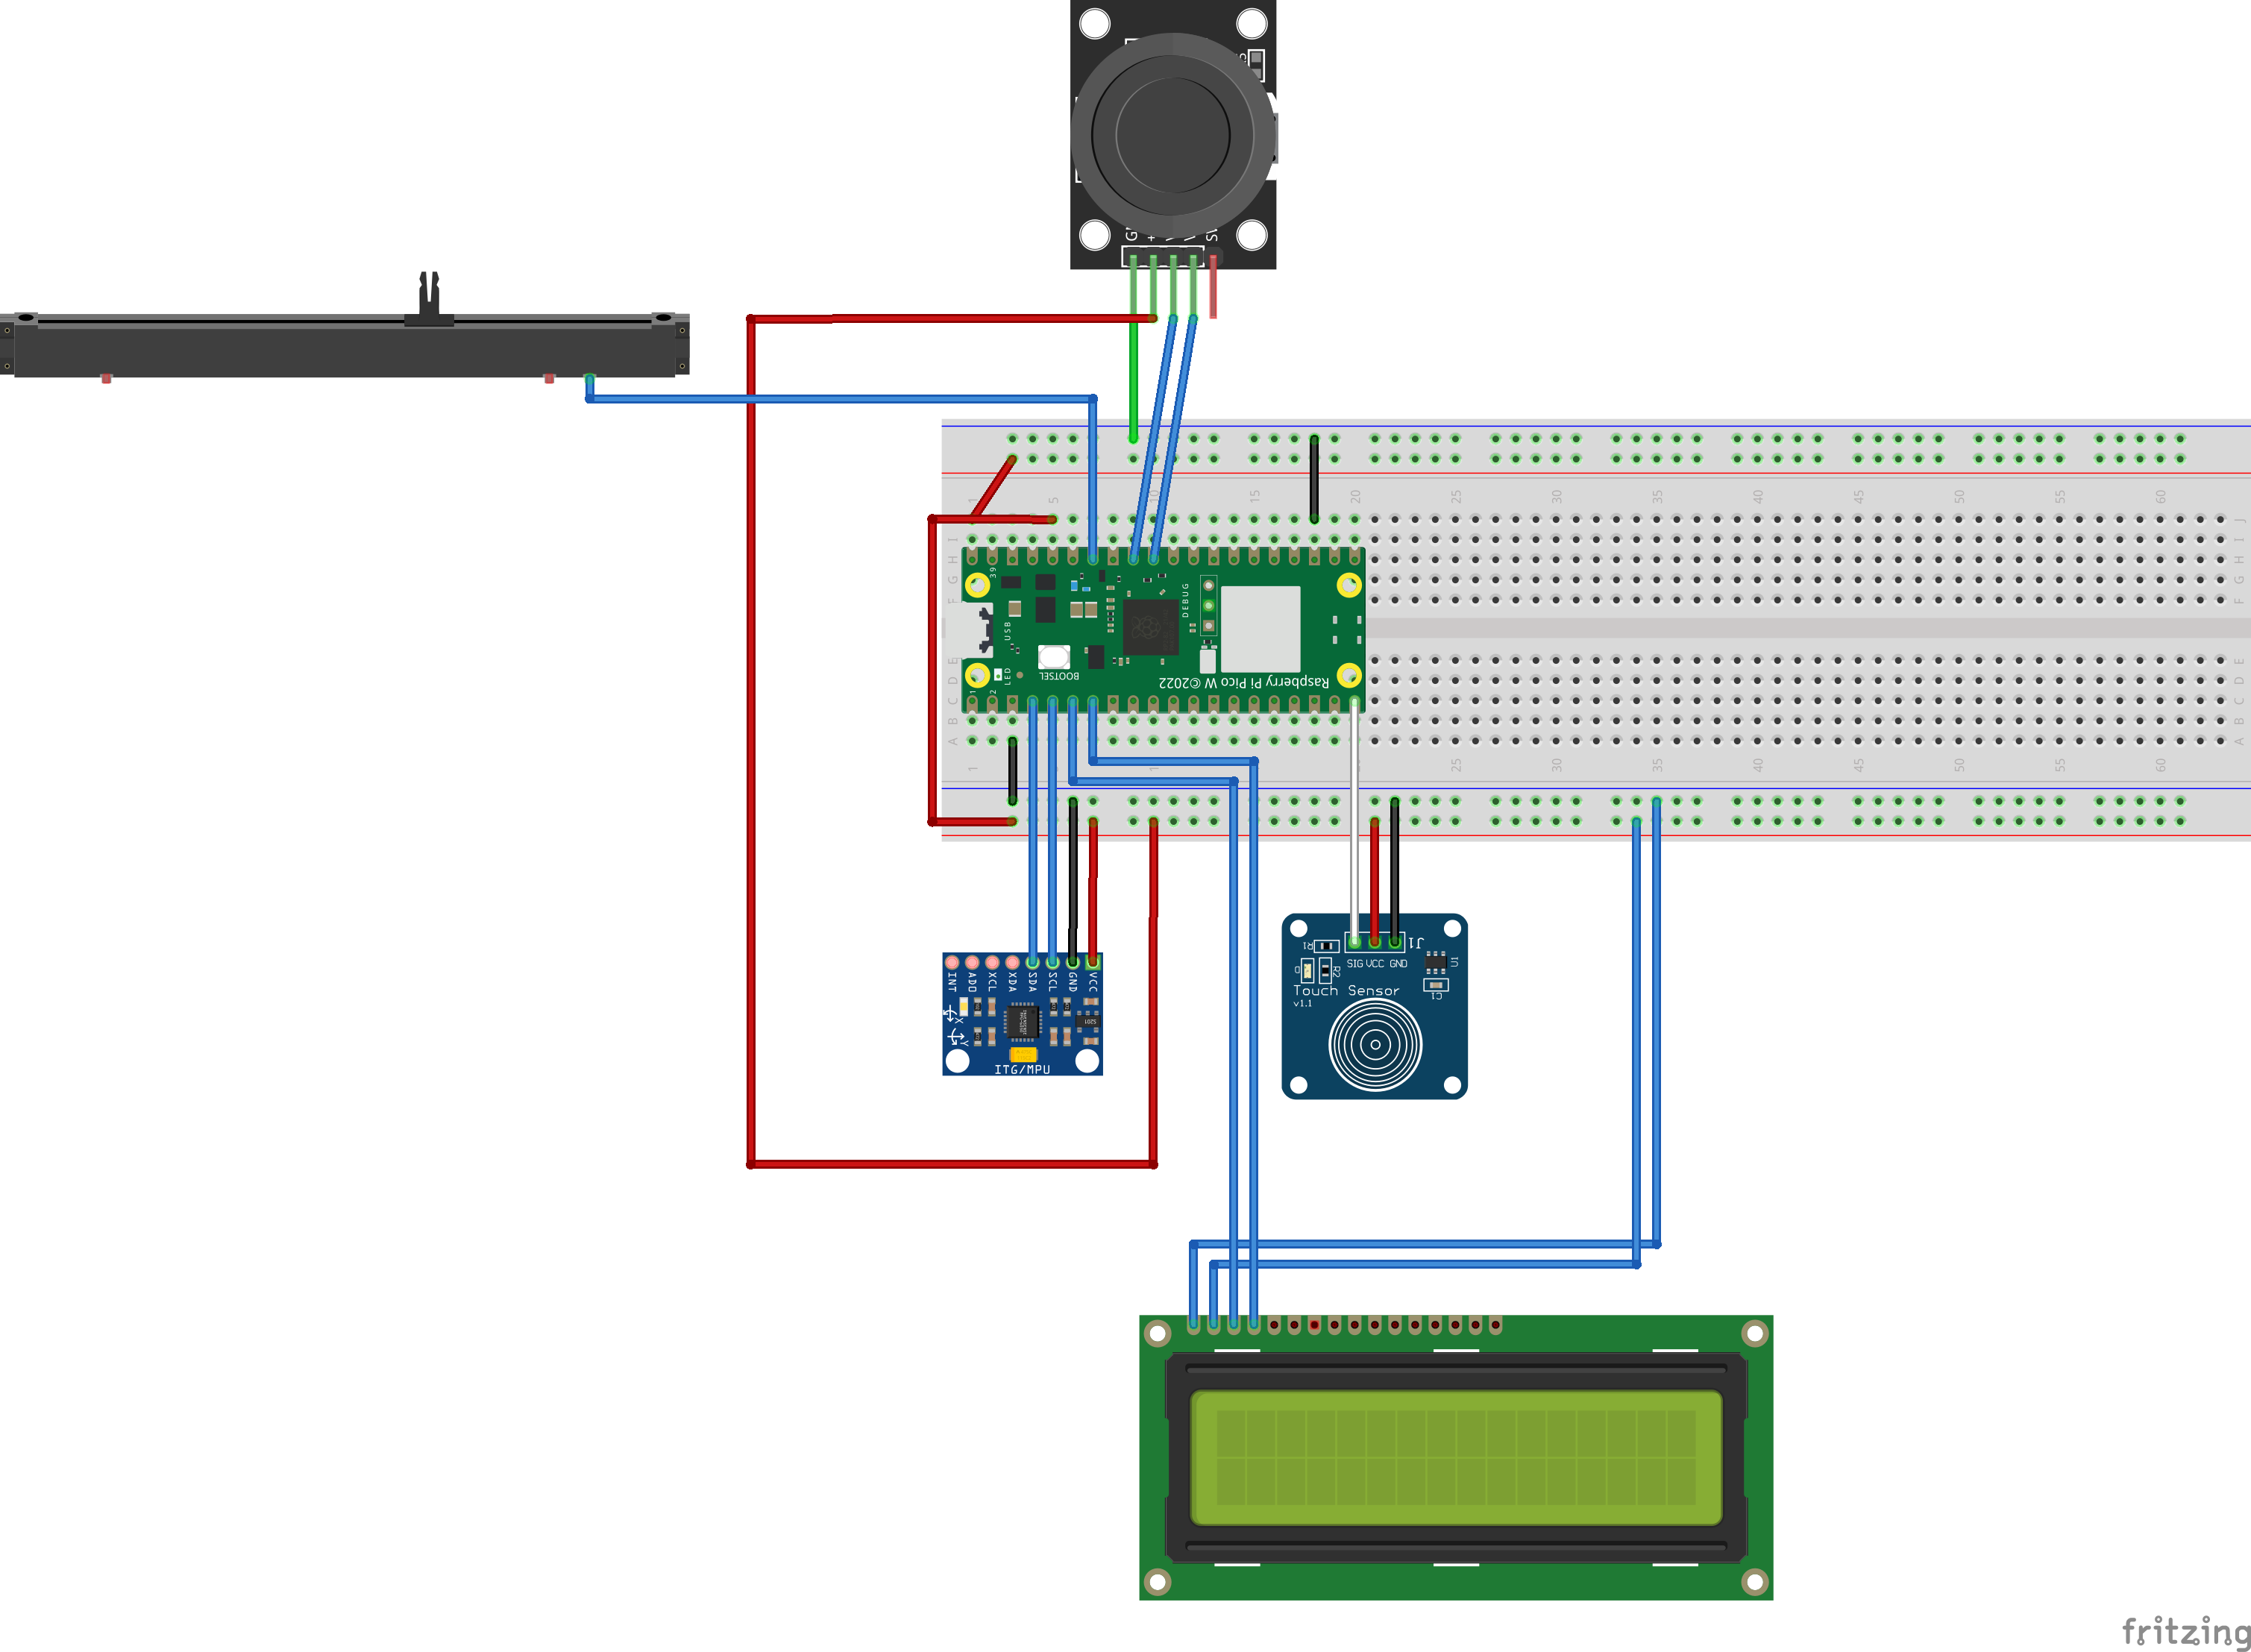 G
+
S
1
5
10
15
20
25
30
35
40
45
50
55
60
J
I
H
G
F
39
DEBUG
USB
LED
BOOTSEL
Raspberry Pi Pico W ©2022
1
2
E
D
C
B
A
J
I
H
G
F
E
D
C
B
A
1
25
30
35
40
45
50
55
60
INT
AD0
XCL
XDA
SDA
SCL
GND
VCC
X
Y
5201
ITG/MPU
R1
J1
SIG VCC GND
D
R2
U1
C1
Touch Sensor
v1.1
fritzing